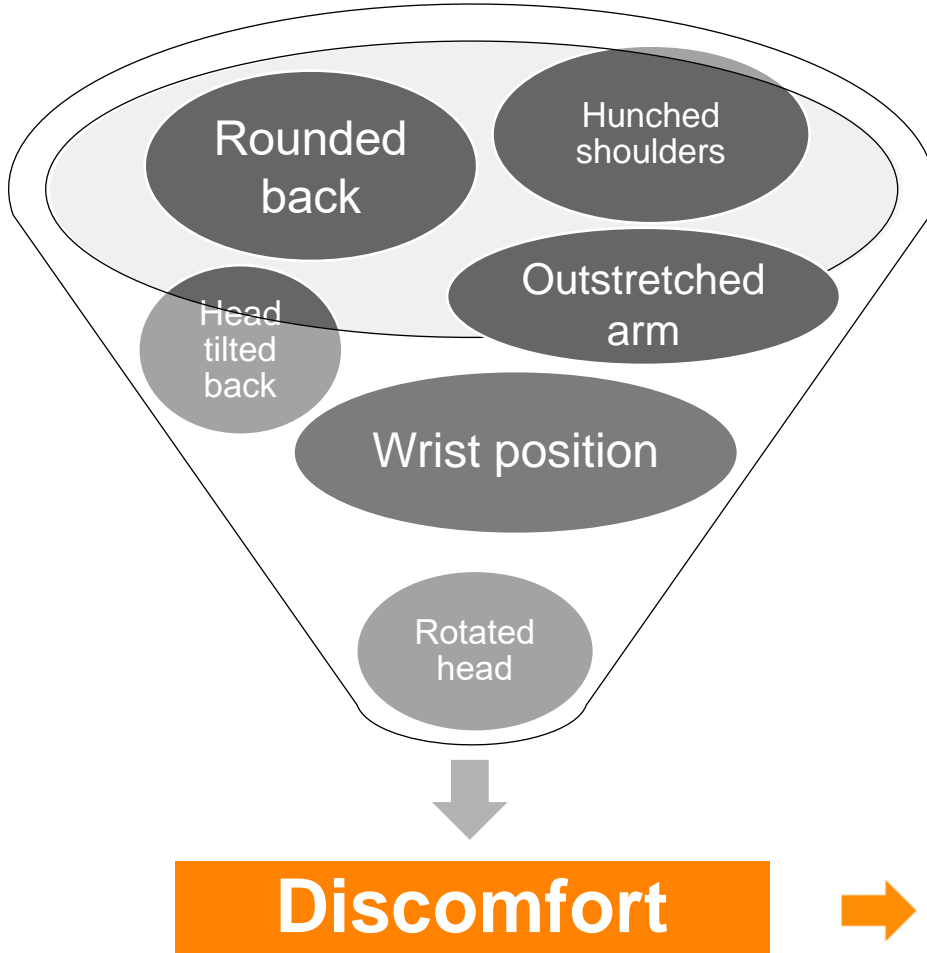 Rounded
back
Hunched
shoulders
Outstretched
arm
Head
tilted
back
Wrist position
Rotated
head
Discomfort